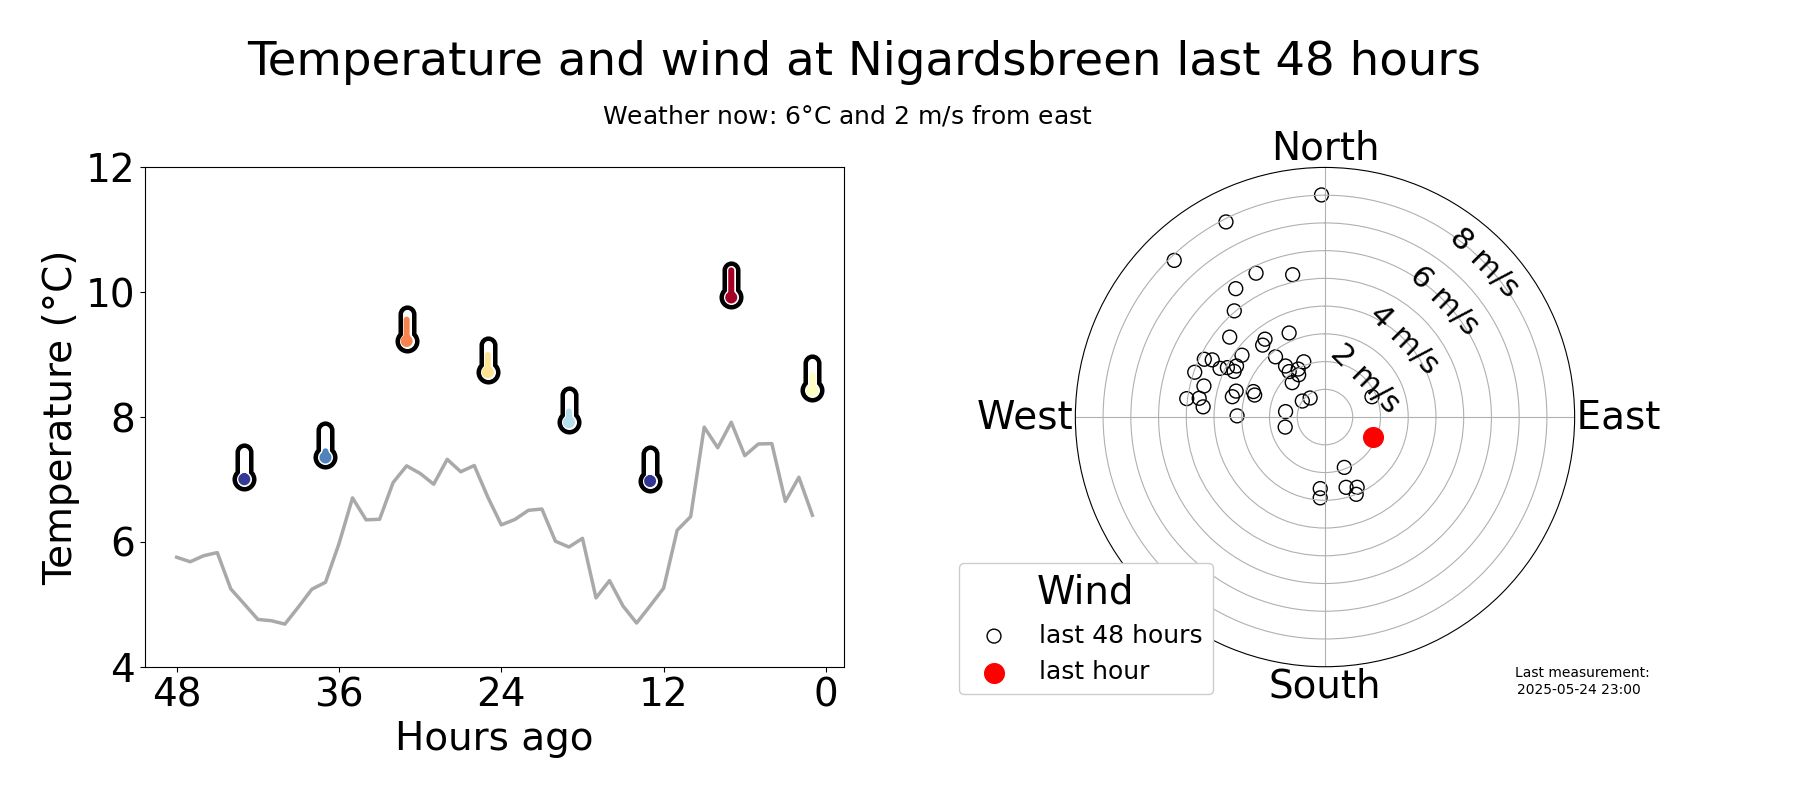 Temperature and wind at Nigardsbreen last 48 hours
Weather now: 6°C and 2 m/s from east
12
10
8
6
4
Temperature (°C)
48
36
24
12
0
Hours ago
North
West
East
South
8 m/s
6 m/s
4 m/s
2 m/s
Wind
last 48 hours
last hour
Last measurement:
2025-05-24 23:00